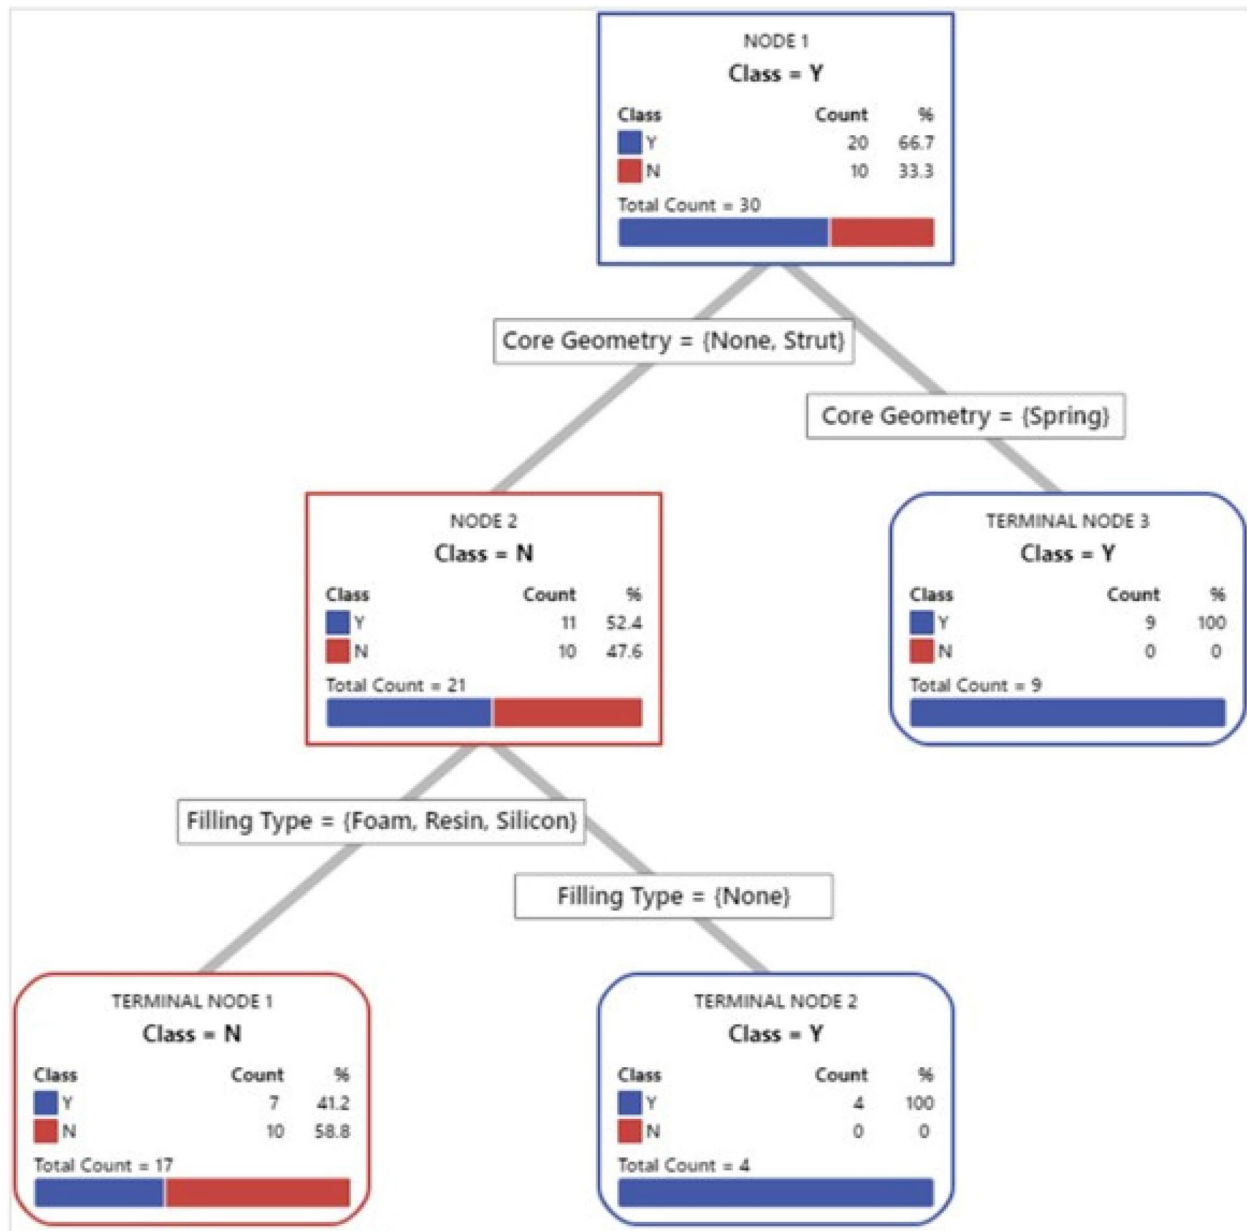 NODE 1
Class = Y
Class Count %
Y 20 66.7
N 10 33.3
Total Count = 30
Core Geometry = {None, Strut}
Core Geometry = {Spring}
NODE 2
Class = N
Class Count %
Y 11 52.4
N 10 47.6
Total Count = 21
TERMINAL NODE 3
Class = Y
Class Count %
Y 9 100
N 0 0
Total Count = 9
Filling Type = {Foam, Resin, Silicon}
Filling Type = {None}
TERMINAL NODE 1
Class = N
Class Count %
Y 7 41.2
N 10 58.8
Total Count = 17
TERMINAL NODE 2
Class = Y
Class Count %
Y 4 100
N 0 0
Total Count = 4